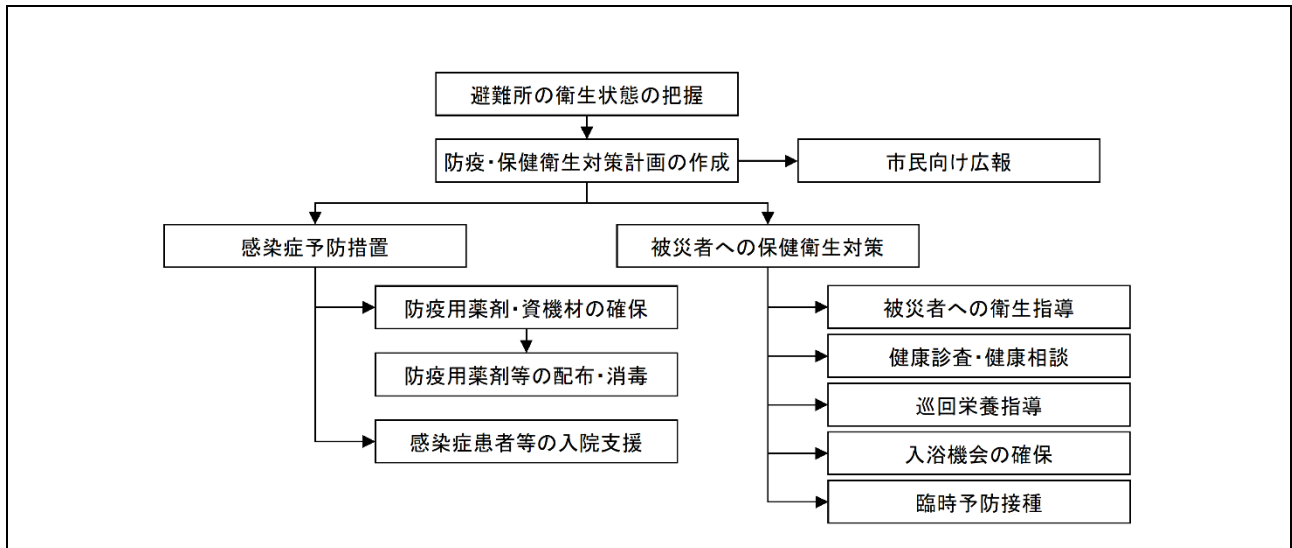 避難所の衛生状態の把握
防疫・保健衛生対策計画の作成
市民向け広報
感染症予防措置
被災者への保健衛生対策
防疫用薬剤・資機材の確保
防疫用薬剤等の配布・消毒
感染症患者等の入院支援
被災者への衛生指導
健康診査・健康相談
巡回栄養指導
入浴機会の確保
臨時予防接種